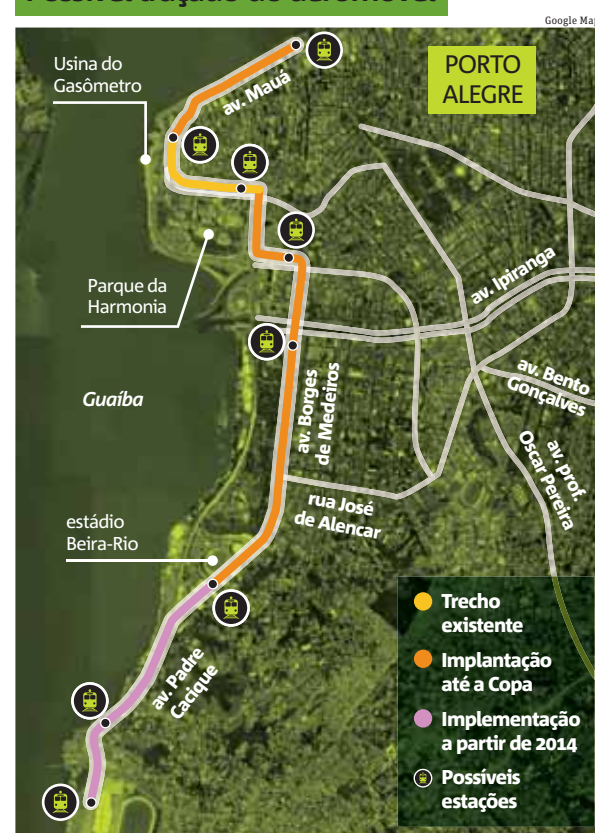 Google Ma
PORTO
ALEGRE
Usina do
Gasômetro
av. Mauá
Parque da
Harmonia
av. Ipiranga
Guaíba
av. Borges
de Medeiros
av. Bento
Gonçalves
av. prof.
Oscar Pereira
rua José
de Alencar
estádio
Beira-Rio
av. Padre
Cacique
Trecho
existente
Implantação
até a Copa
Implementação
a partir de 2014
Possíveis
estações